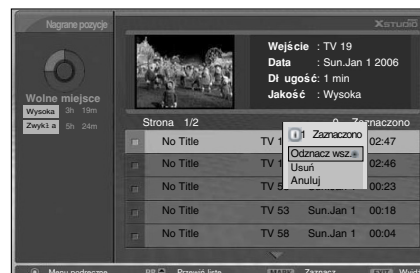 Nagrane pozycje
XSTUDIO
Wejście : TV 19
Data : Sun.Jan 1 2006
Dł ugość: 1 min
Jakość : Wysoka
Wolne miejsce
Wysoka 3h 19m
Zwykł a 5h 24m
Strona 1/2
Zaznaczono
1 Zaznaczono
Odznacz wsz.
Usuń
Anuluj
No Title TV 1 02:47
No Title TV 1 02:46
No Title TV 5 00:23
No Title TV 53 Sun.Jan 1 00:18
No Title TV 58 Sun.Jan 1 00:04
Menu podręczne
Przewiń listę
MARK Zaznacz
EXIT